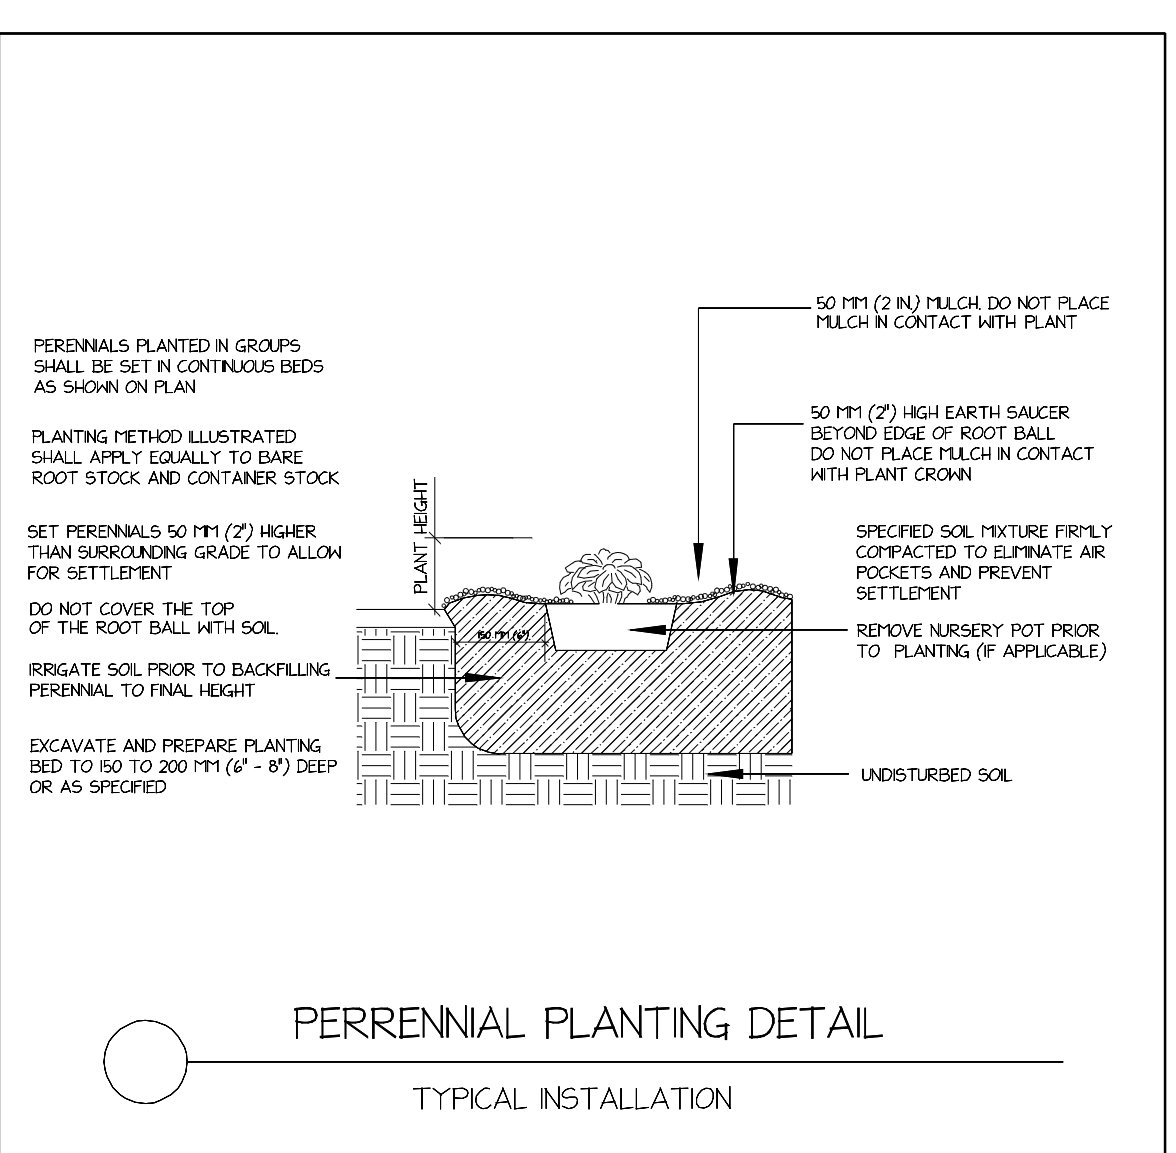 50 MM (2 IN.) MULCH. DO NOT PLACE
MULCH IN CONTACT WITH PLANT
PERENNIALS PLANTED IN GROUPS
SHALL BE SET IN CONTINUOUS BEDS
AS SHOWN ON PLAN
50 MM (2") HIGH EARTH SAUCER
BEYOND EDGE OF ROOT BALL
DO NOT PLACE MULCH IN CONTACT
WITH PLANT CROWN
PLANTING METHOD ILLUSTRATED
SHALL APPLY EQUALLY TO BARE
ROOT STOCK AND CONTAINER STOCK
PLANT HEIGHT
SET PERENNIALS 50 MM (2") HIGHER
THAN SURROUNDING GRADE TO ALLOW
FOR SETTLEMENT
SPECIFIED SOIL MIXTURE FIRMLY
COMPACTED TO ELIMINATE AIR
POCKETS AND PREVENT
SETTLEMENT
DO NOT COVER THE TOP
OF THE ROOT BALL WITH SOIL.
150 MM (6").
REMOVE NURSERY POT PRIOR
TO PLANTING (IF APPLICABLE)
IRRIGATE SOIL PRIOR TO BACKFILLING
PERENNIAL TO FINAL HEIGHT
EXCAVATE AND PREPARE PLANTING
BED TO 150 TO 200 MM (6" - 8") DEEP
OR AS SPECIFIED
UNDISTURBED SOIL
PERRENNIAL PLANTING DETAIL
TYPICAL INSTALLATION